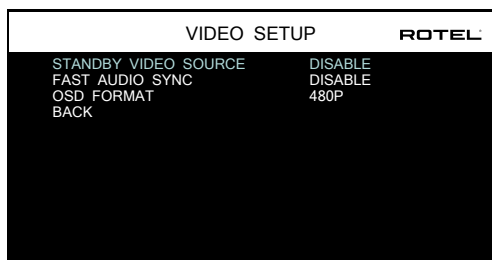 VIDEO SETUP ROTEL
STANDBY VIDEO SOURCE DISABLE
FAST AUDIO SYNC DISABLE
OSD FORMAT 480P
BACK